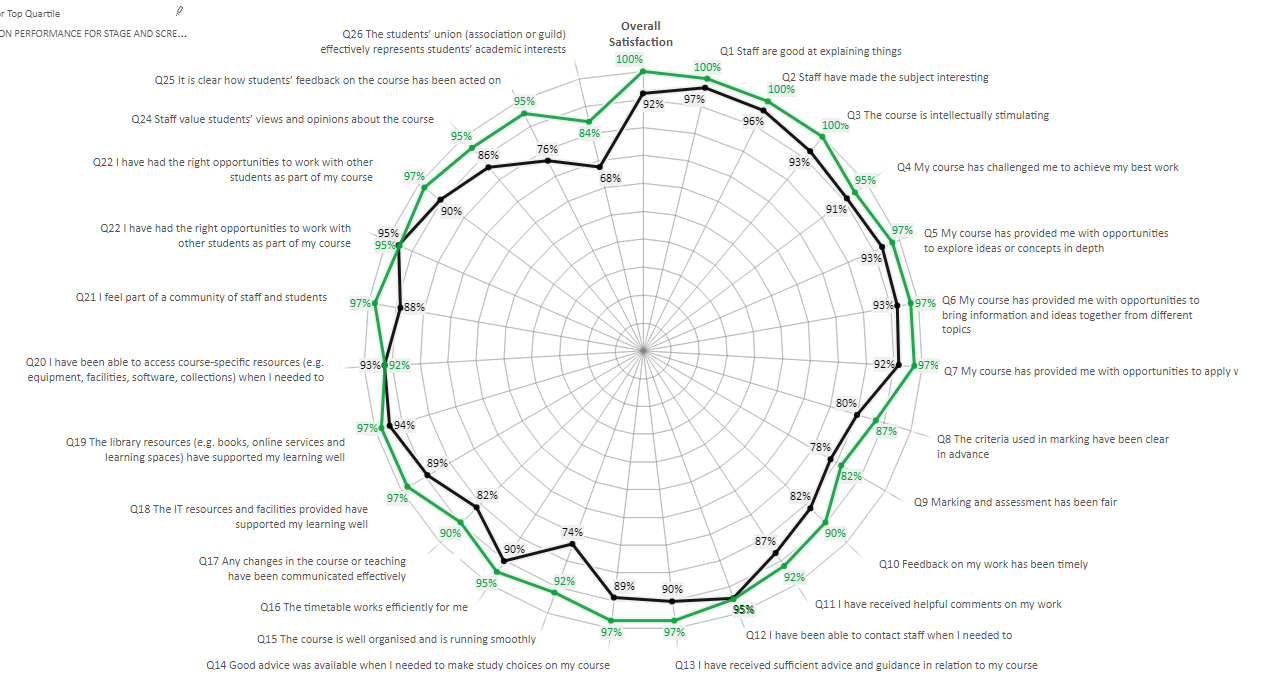 r Top Quartile
ON PERFORMANCE FOR STAGE AND SCRE...
Overall
Satisfaction
100%
92%
Q1 Staff are good at explaining things
100%
97%
Q2 Staff have made the subject interesting
100%
96%
Q3 The course is intellectually stimulating
100%
93%
Q4 My course has challenged me to achieve my best work
95%
91%
Q5 My course has provided me with opportunities
to explore ideas or concepts in depth
97%
93%
Q6 My course has provided me with opportunities to
bring information and ideas together from different
topics
97%
93%
Q7 My course has provided me with opportunities to apply w
97%
92%
Q8 The criteria used in marking have been clear
in advance
87%
80%
Q9 Marking and assessment has been fair
82%
78%
Q10 Feedback on my work has been timely
90%
82%
Q11 I have received helpful comments on my work
92%
87%
Q12 I have been able to contact staff when I needed to
95%
Q13 I have received sufficient advice and guidance in relation to my course
97%
90%
Q14 Good advice was available when I needed to make study choices on my course
97%
89%
Q15 The course is well organised and is running smoothly
92%
74%
Q16 The timetable works efficiently for me
95%
90%
Q17 Any changes in the course or teaching
have been communicated effectively
90%
82%
Q18 The IT resources and facilities provided have
supported my learning well
97%
89%
Q19 The library resources (e.g. books, online services and
learning spaces) have supported my learning well
97%
94%
Q20 I have been able to access course-specific resources (e.g.
equipment, facilities, software, collections) when I needed to
93%
92%
Q21 I feel part of a community of staff and students
97%
88%
Q22 I have had the right opportunities to work with
other students as part of my course
95%
95%
Q22 I have had the right opportunities to work with other
students as part of my course
97%
90%
Q24 Staff value students' views and opinions about the course
95%
86%
Q25 It is clear how students' feedback on the course has been acted on
95%
76%
Q26 The students' union (association or guild)
effectively represents students' academic interests
84%
68%